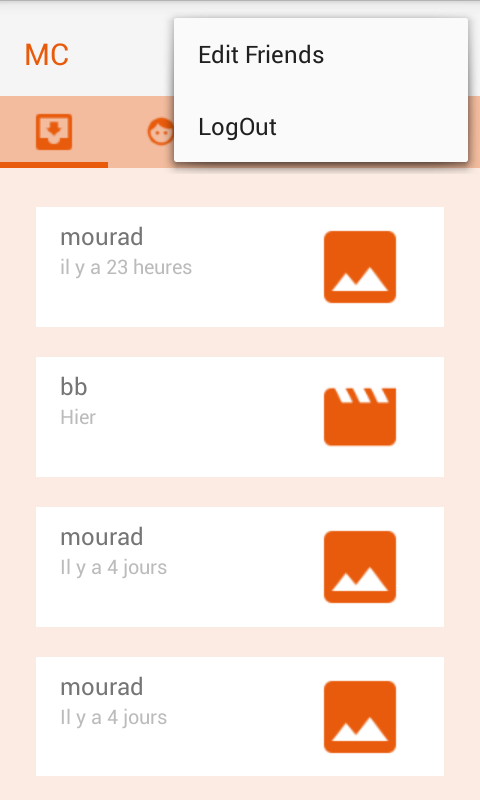 MC
Edit Friends
LogOut
mourad
il y a 23 heures
bb
Hier
mourad
Il y a 4 jours
mourad
Il y a 4 jours